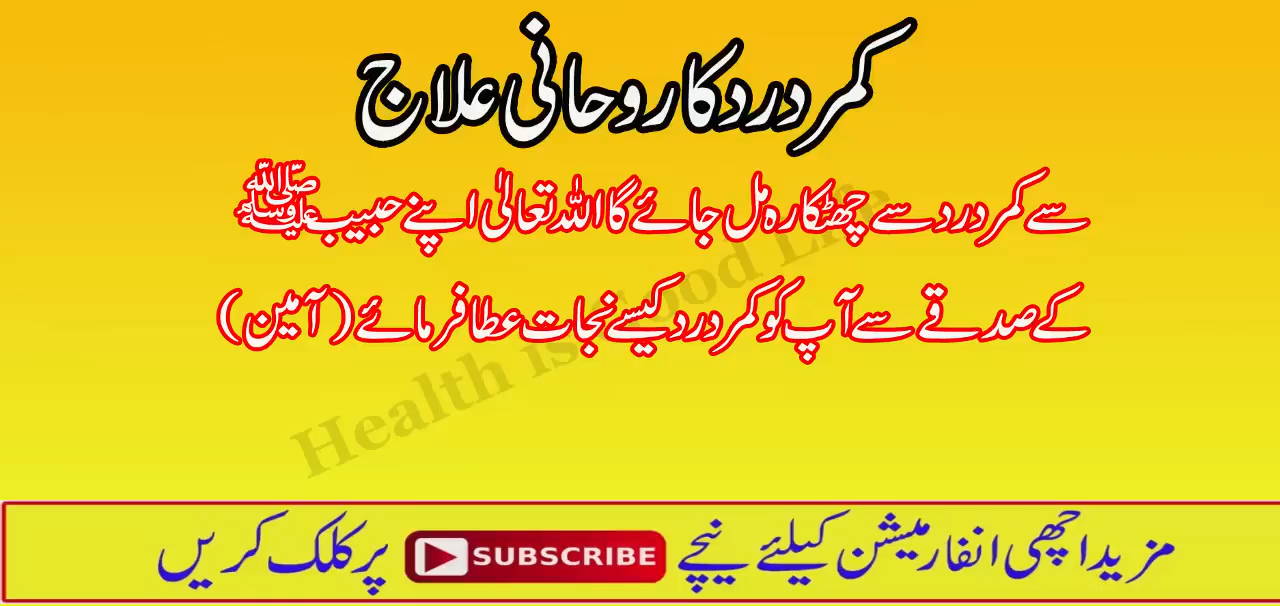 کمر درد کا روحانی علاج
سے کمر درد سے چھٹکارہ مل جائے گا اللہ تعالیٰ اپنے حبیب ﷺ
کے صدقے سے آپ کو کمر درد کیسے نجات عطا فرمائے (آمین)
Health is Good Life
مزید اچھی انفارمیشن کیلئے نیچے SUBSCRIBE پر کلک کریں